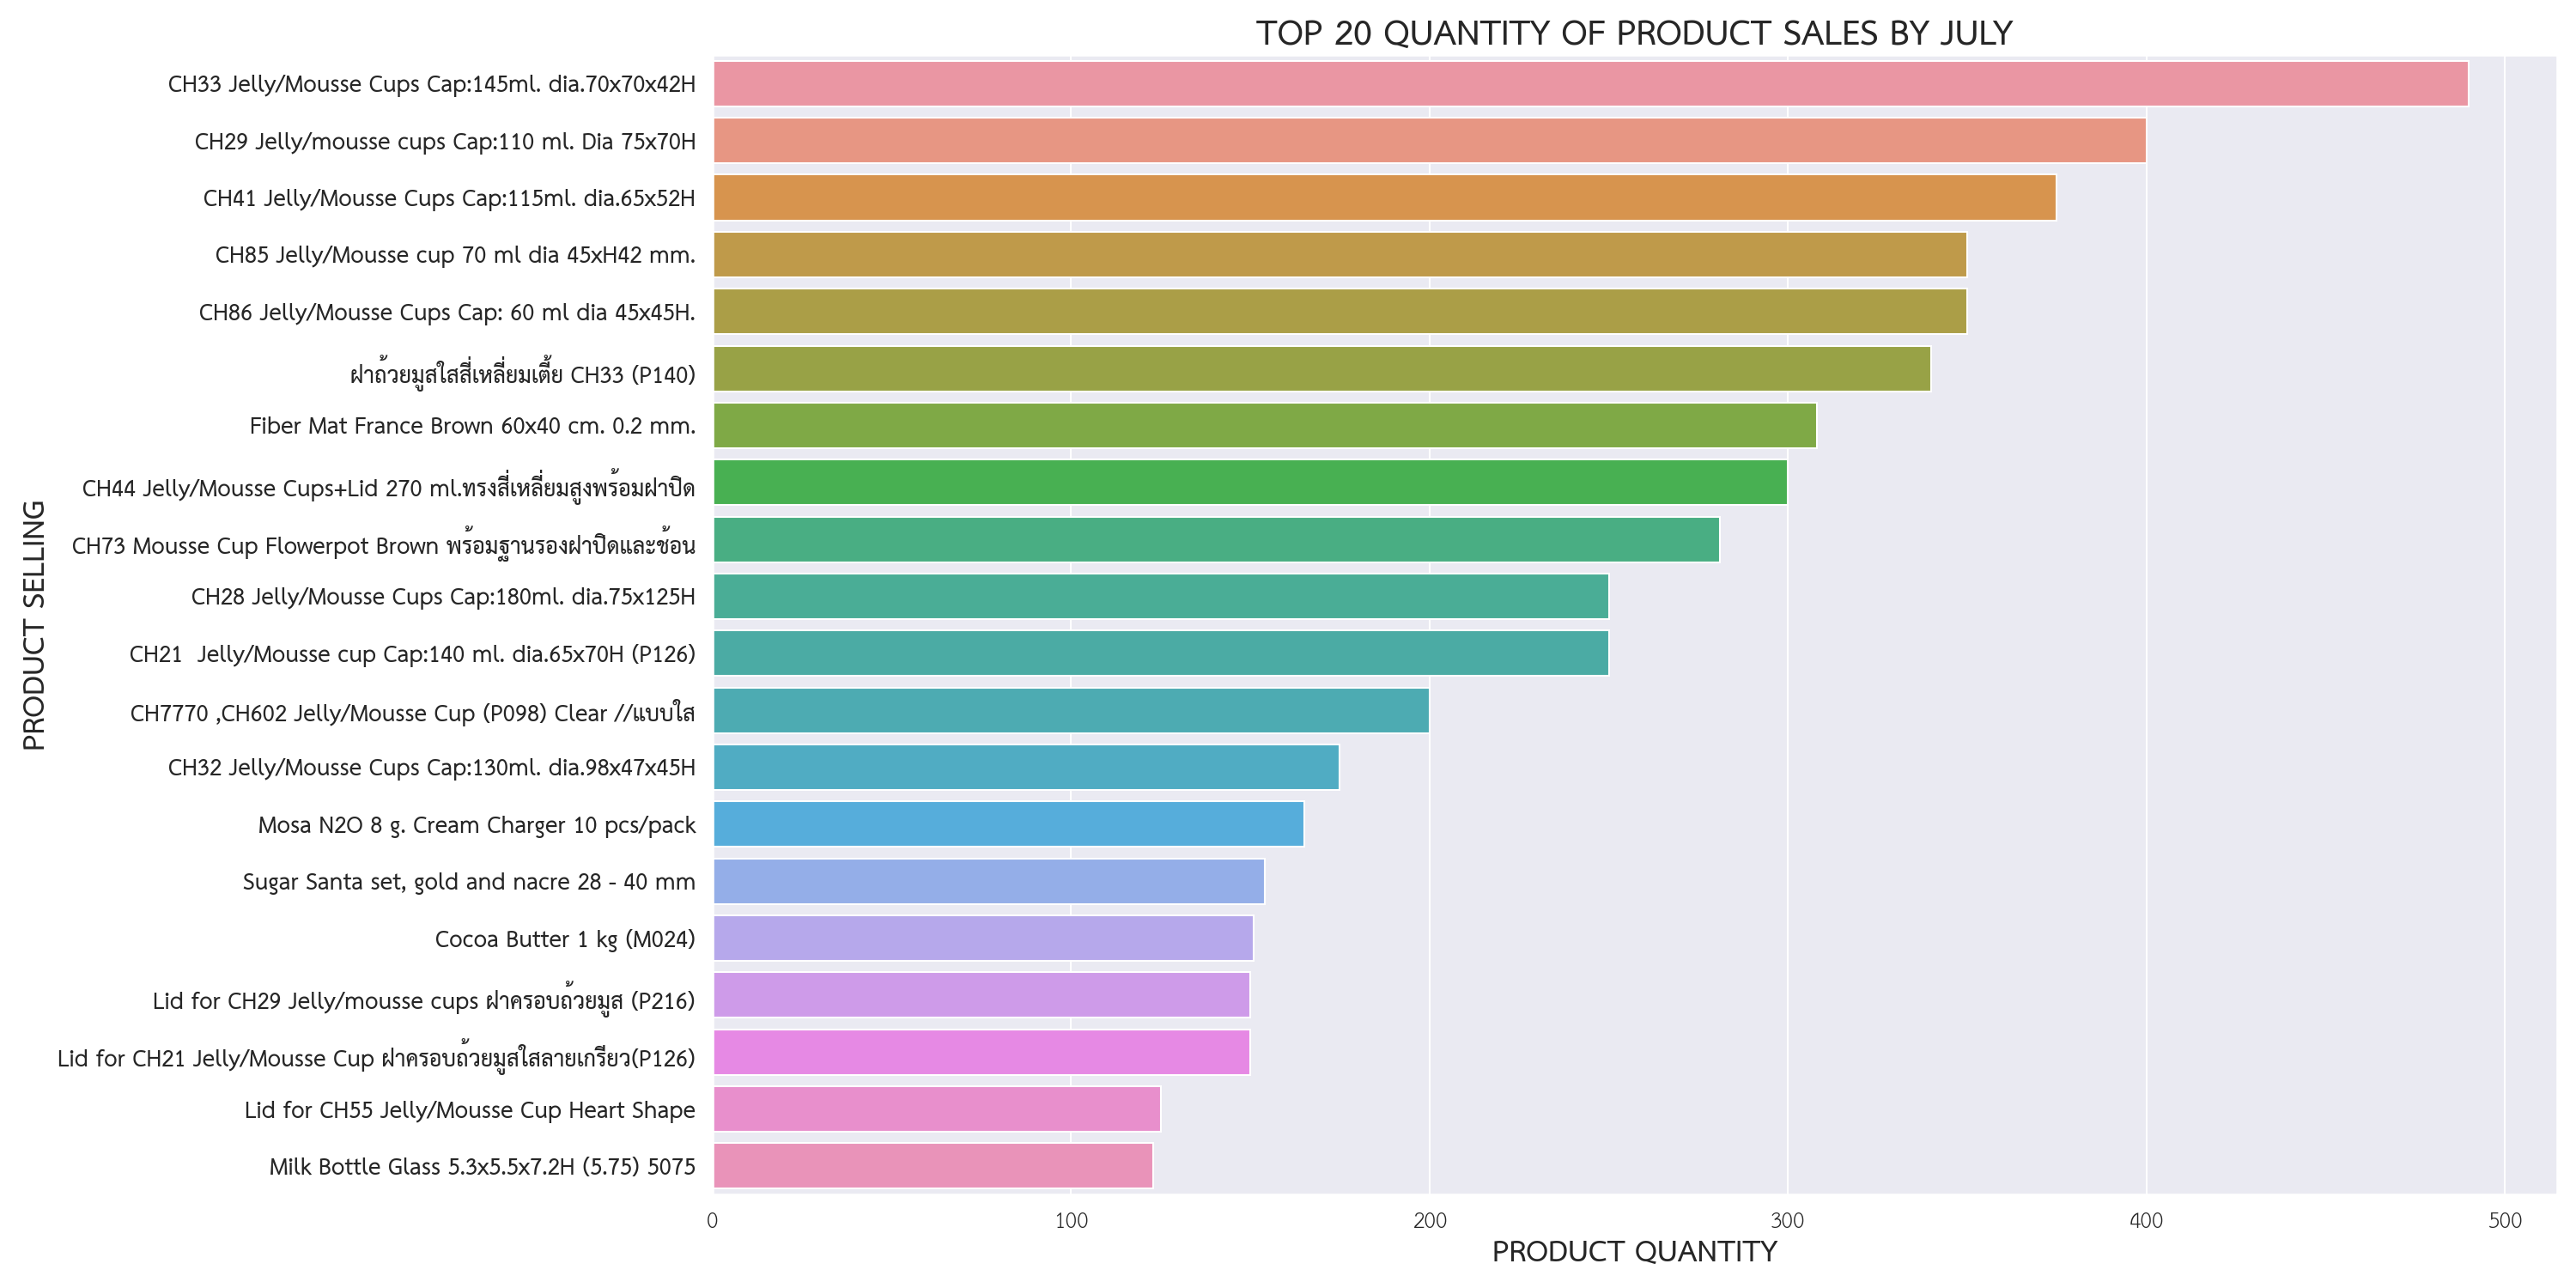 TOP 20 QUANTITY OF PRODUCT SALES BY JULY
PRODUCT SELLING
CH33 Jelly/Mousse Cups Cap:145ml. dia.70x70x42H
CH29 Jelly/mousse cups Cap:110 ml. Dia 75x70H
CH41 Jelly/Mousse Cups Cap:115ml. dia.65x52H
CH85 Jelly/Mousse cup 70 ml dia 45xH42 mm.
CH86 Jelly/Mousse Cups Cap: 60 ml dia 45x45H.
ฝาถ้วยมูสใสสี่เหลี่ยมเตี้ย CH33 (P140)
Fiber Mat France Brown 60x40 cm. 0.2 mm.
CH44 Jelly/Mousse Cups+Lid 270 ml.ทรงสี่เหลี่ยมสูงพร้อมฝาปิด
CH73 Mousse Cup Flowerpot Brown พร้อมฐานรองฝาปิดและช้อน
CH28 Jelly/Mousse Cups Cap:180ml. dia.75x125H
CH21  Jelly/Mousse cup Cap:140 ml. dia.65x70H (P126)
CH7770 ,CH602 Jelly/Mousse Cup (P098) Clear //แบบใส
CH32 Jelly/Mousse Cups Cap:130ml. dia.98x47x45H
Mosa N2O 8 g. Cream Charger 10 pcs/pack
Sugar Santa set, gold and nacre 28 - 40 mm
Cocoa Butter 1 kg (M024)
Lid for CH29 Jelly/mousse cups ฝาครอบถ้วยมูส (P216)
Lid for CH21 Jelly/Mousse Cup ฝาครอบถ้วยมูสใสลายเกรียว(P126)
Lid for CH55 Jelly/Mousse Cup Heart Shape
Milk Bottle Glass 5.3x5.5x7.2H (5.75) 5075
0 100 200 300 400 500
PRODUCT QUANTITY